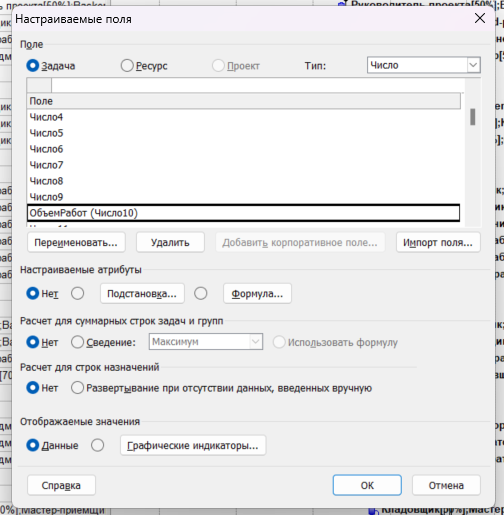 проекта[50%];Васьк
Руководитель проекта[50%];В
Настраиваемые поля
Поле
Задача Ресурс Проект Тип: Число
Поле
Число4
Число5
Число6
Число7
Число8
Число9
ОбъемРабот (Число10)
Переименовать... Удалить Добавить корпоративное поле... Импорт поля...
Настраиваемые атрибуты
Нет Подстановка... Формула...
Расчет для суммарных строк задач и групп
Нет Сведение: Максимум Использовать формулу
Расчет для строк назначений
Нет Развертывание при отсутствии данных, введенных вручную
Отображаемые значения
Данные Графические индикаторы...
Справка ОК Отмена